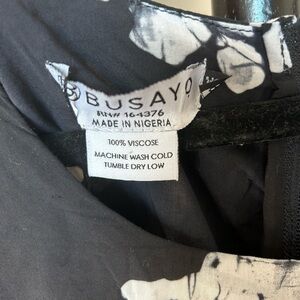 BUSAYO
RN# 164376
MADE IN NIGERIA
100% VISCOSE
MACHINE WASH COLD
TUMBLE DRY LOW